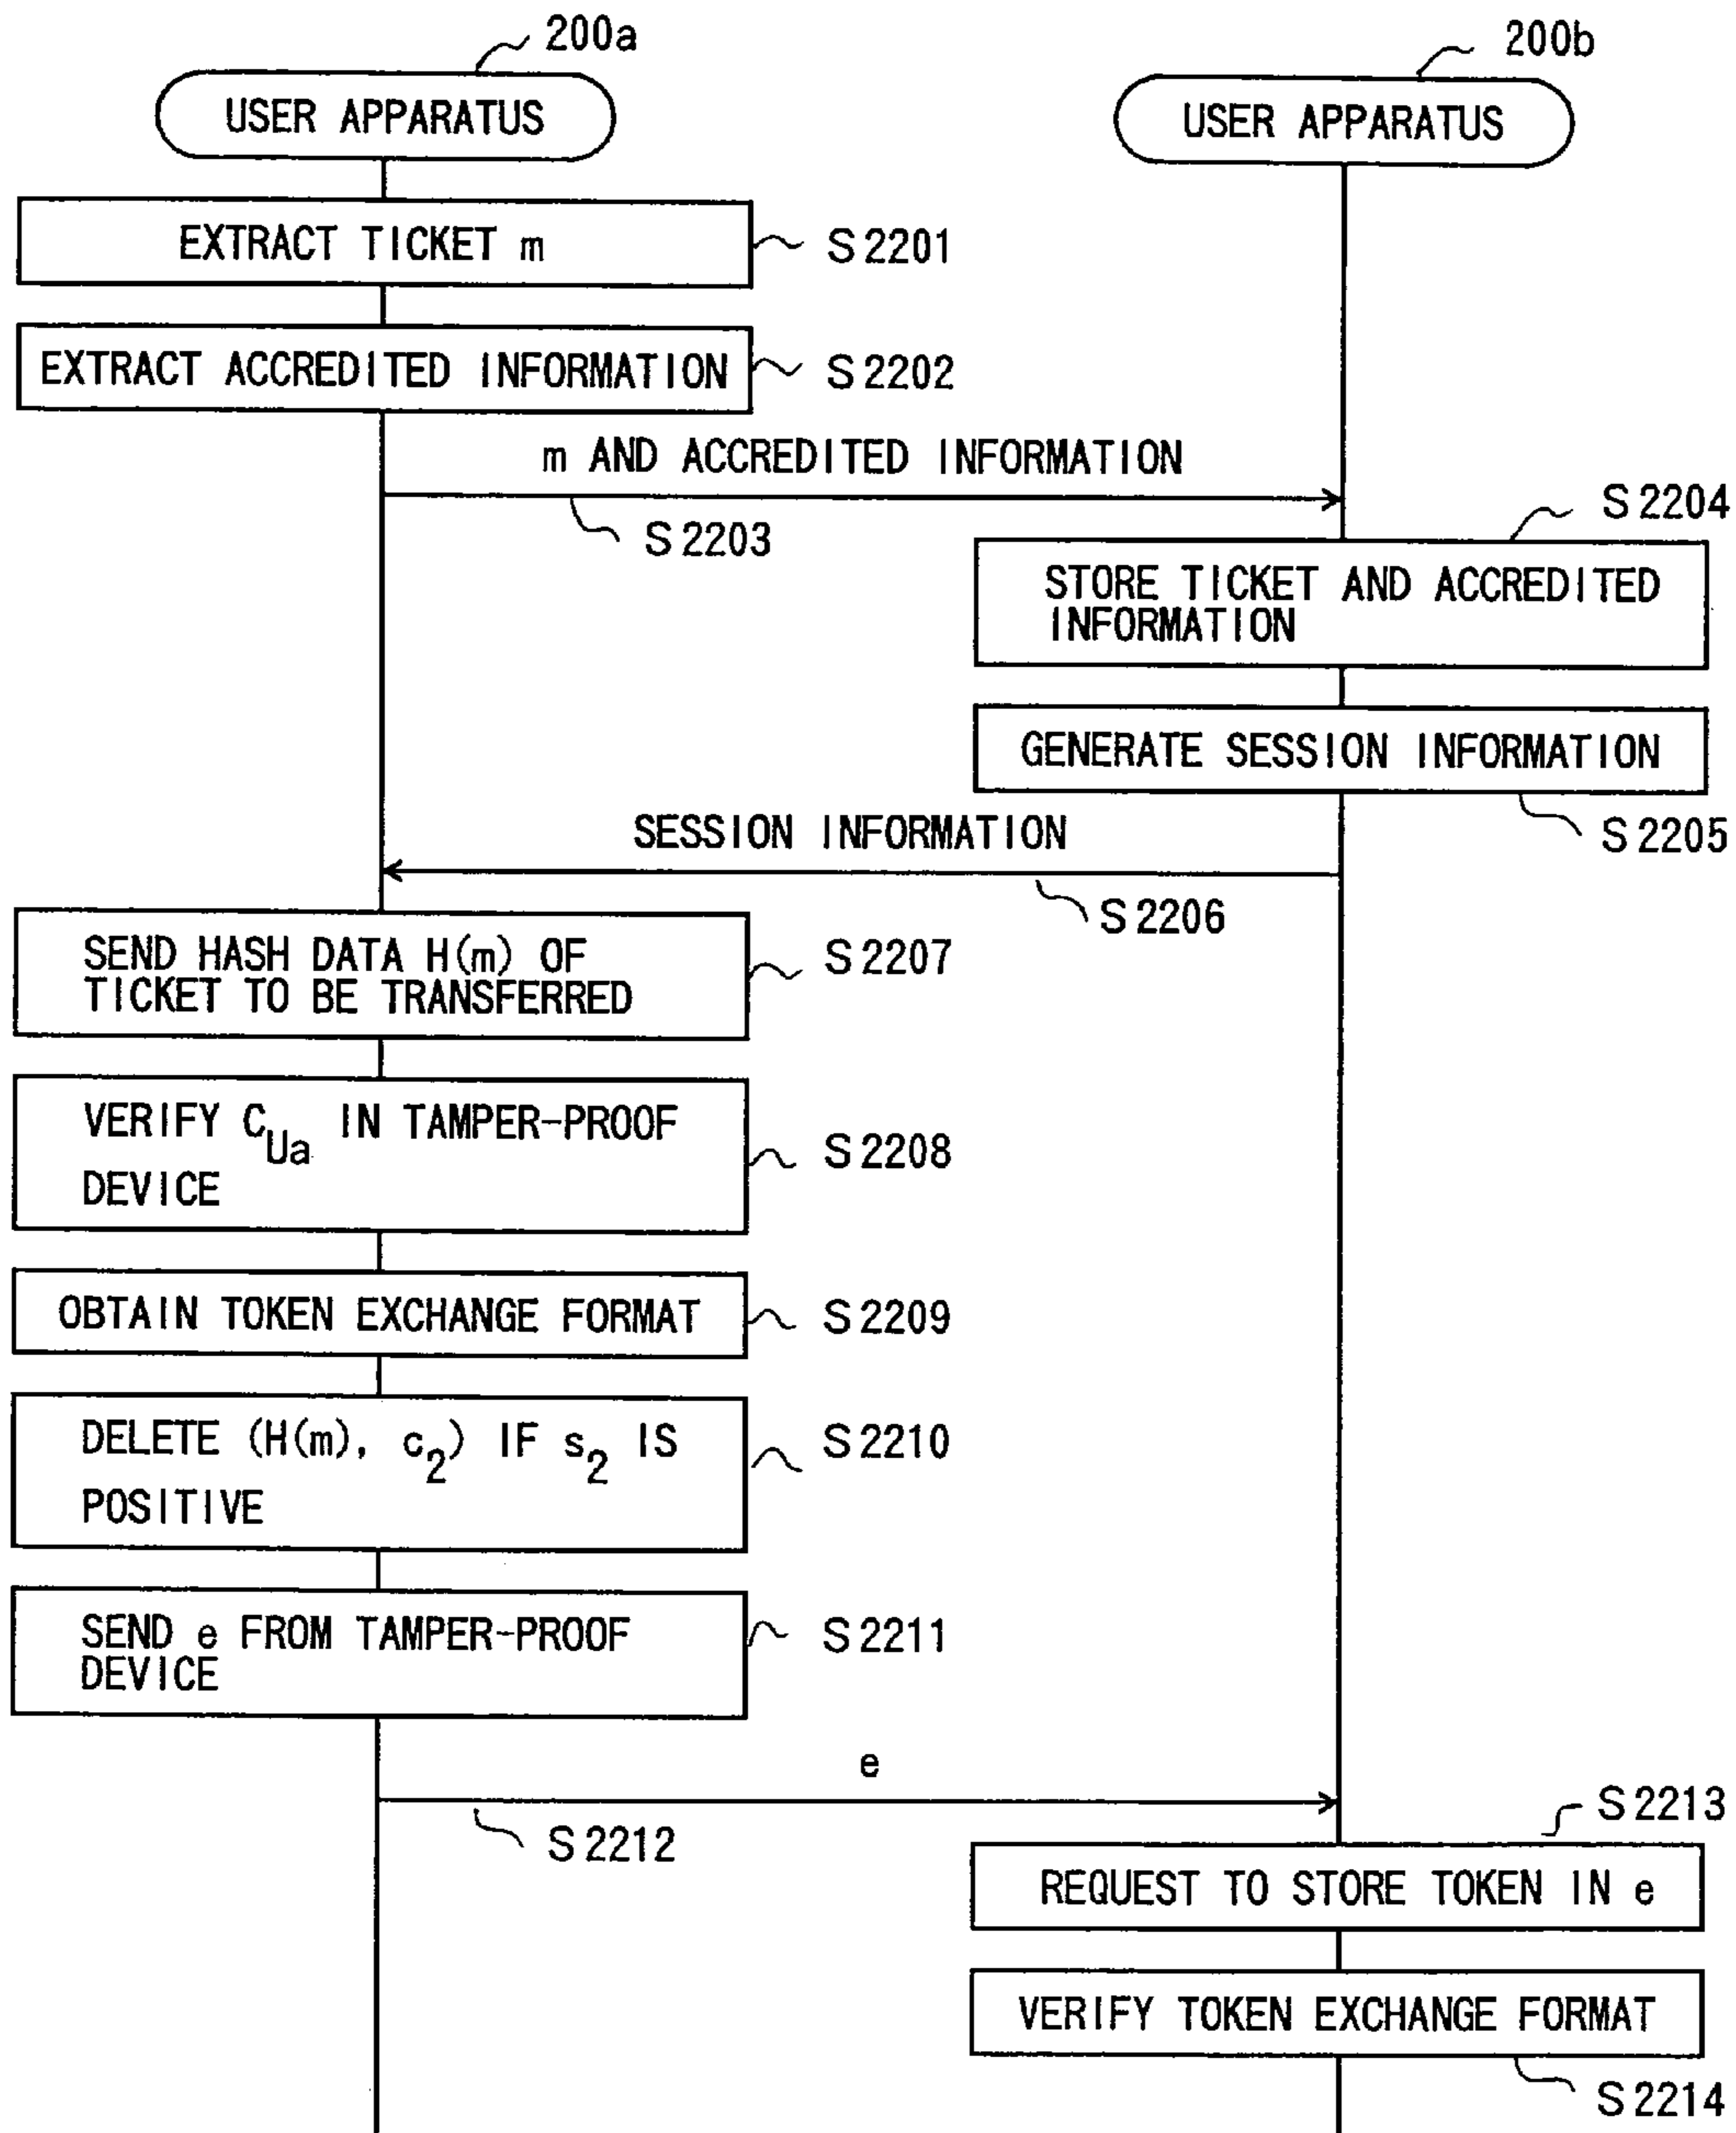 200a
200b
USER APPARATUS
USER APPARATUS
EXTRACT TICKET m
S2201
EXTRACT ACCREDITED INFORMATION
S2202
m AND ACCREDITED INFORMATION
S2203
S2204
STORE TICKET AND ACCREDITED
INFORMATION
GENERATE SESSION INFORMATION
S2205
SESSION INFORMATION
S2206
SEND HASH DATA H(m) OF
TICKET TO BE TRANSFERRED
S2207
VERIFY C_Ua IN TAMPER-PROOF
DEVICE
S2208
OBTAIN TOKEN EXCHANGE FORMAT
S2209
DELETE (H(m), c₂) IF s₂ IS
POSITIVE
S2210
SEND e FROM TAMPER-PROOF
DEVICE
S2211
e
S2212
S2213
REQUEST TO STORE TOKEN IN e
VERIFY TOKEN EXCHANGE FORMAT
S2214